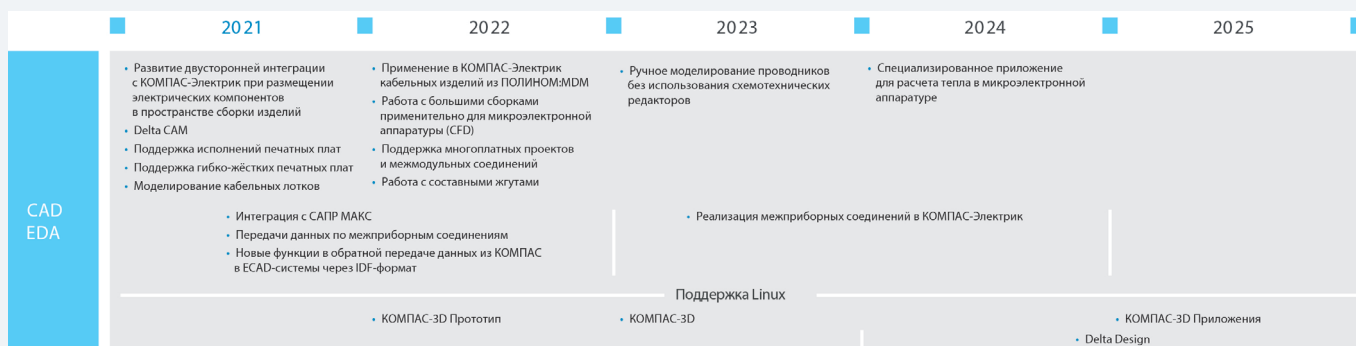 2021
2022
2023
2024
2025
CAD
EDA
• Развитие двусторонней интеграции
с КОМПАС-Электрик при размещении
электрических компонентов
в пространстве сборки изделий
• Delta CAM
• Поддержка исполнений печатных плат
• Поддержка гибко-жёстких печатных плат
• Моделирование кабельных лотков
• Применение в КОМПАС-Электрик
кабельных изделий из ПОЛИНОМ:MDM
• Работа с большими сборками
применительно для микроэлектронной
аппаратуры (CFD)
• Поддержка многоплатных проектов
и межмодульных соединений
• Работа с составными жгутами
• Ручное моделирование проводников
без использования схемотехнических
редакторов
• Специализированное приложение
для расчета тепла в микроэлектронной
аппаратуре
• Интеграция с САПР МАКС
• Передачи данных по межприборным соединениям
• Новые функции в обратной передаче данных из КОМПАС
в ECAD-системы через IDF-формат
• Реализация межприборных соединений в КОМПАС-Электрик
Поддержка Linux
• КОМПАС-3D Прототип
• КОМПАС-3D
• КОМПАС-3D Приложения
• Delta Design